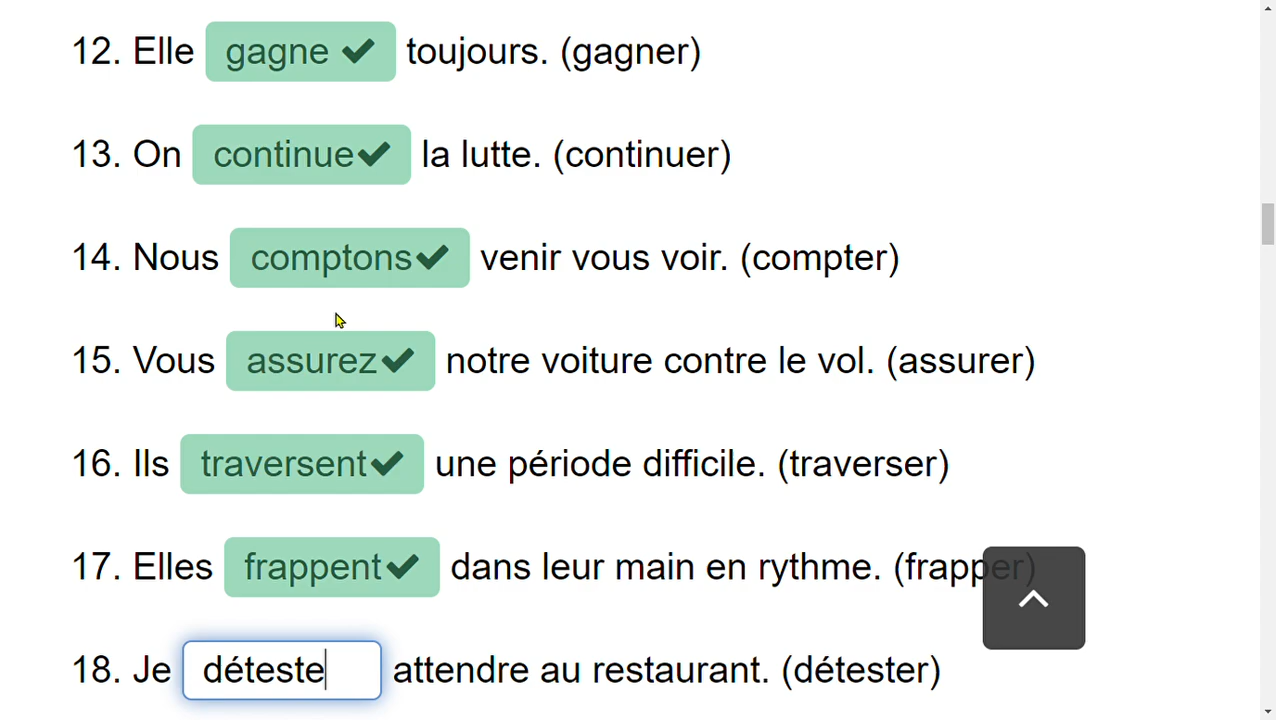 12. Elle gagne ✔ toujours. (gagner)
13. On continue ✔ la lutte. (continuer)
14. Nous comptons ✔ venir vous voir. (compter)
15. Vous assurez ✔ notre voiture contre le vol. (assurer)
16. Ils traversent ✔ une période difficile. (traverser)
17. Elles frappent ✔ dans leur main en rythme. (frapper)
18. Je déteste attendre au restaurant. (détester)